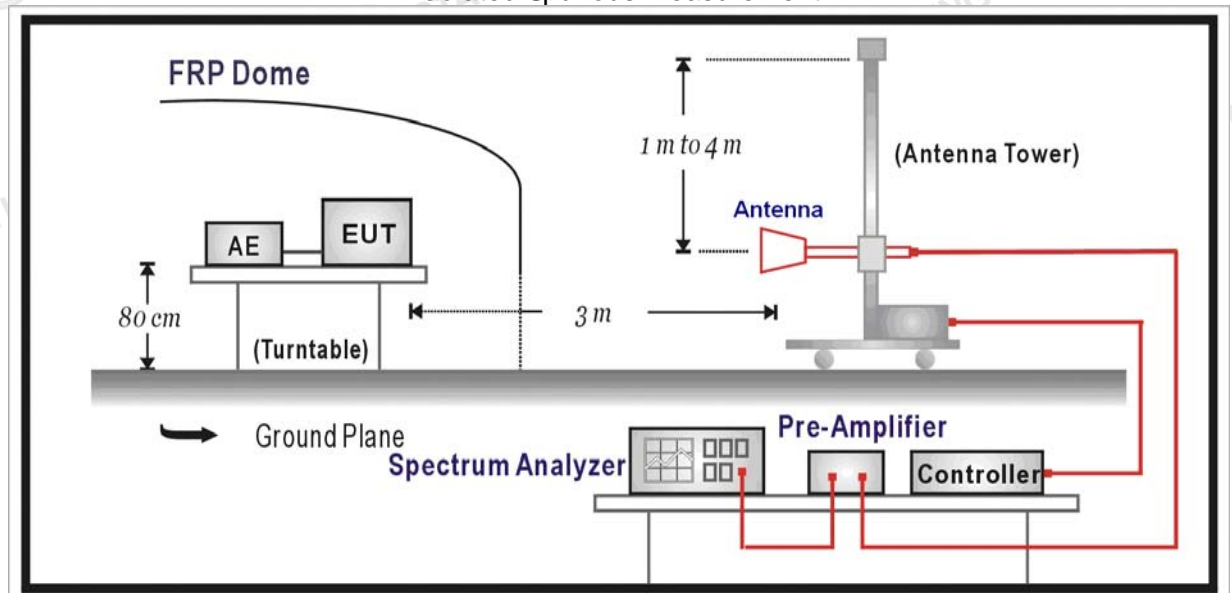 FRP Dome
1 m to 4 m
(Antenna Tower)
Antenna
AE
EUT
80 cm
3 m
(Turntable)
Ground Plane
Pre-Amplifier
Spectrum Analyzer
Controller